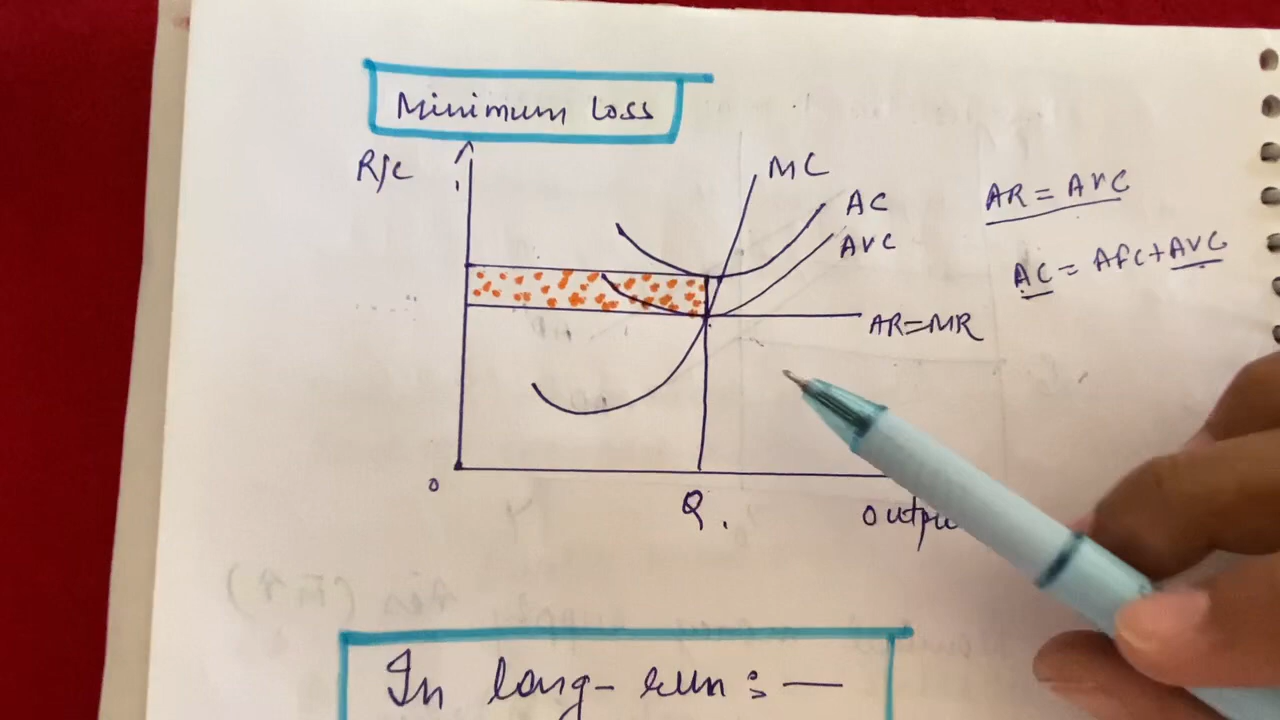 Minimum Loss
R/C
MC
AC
AVC
AR = AVC
AC = AFC + AVC
AR=MR
0
Q.
In long-run : —